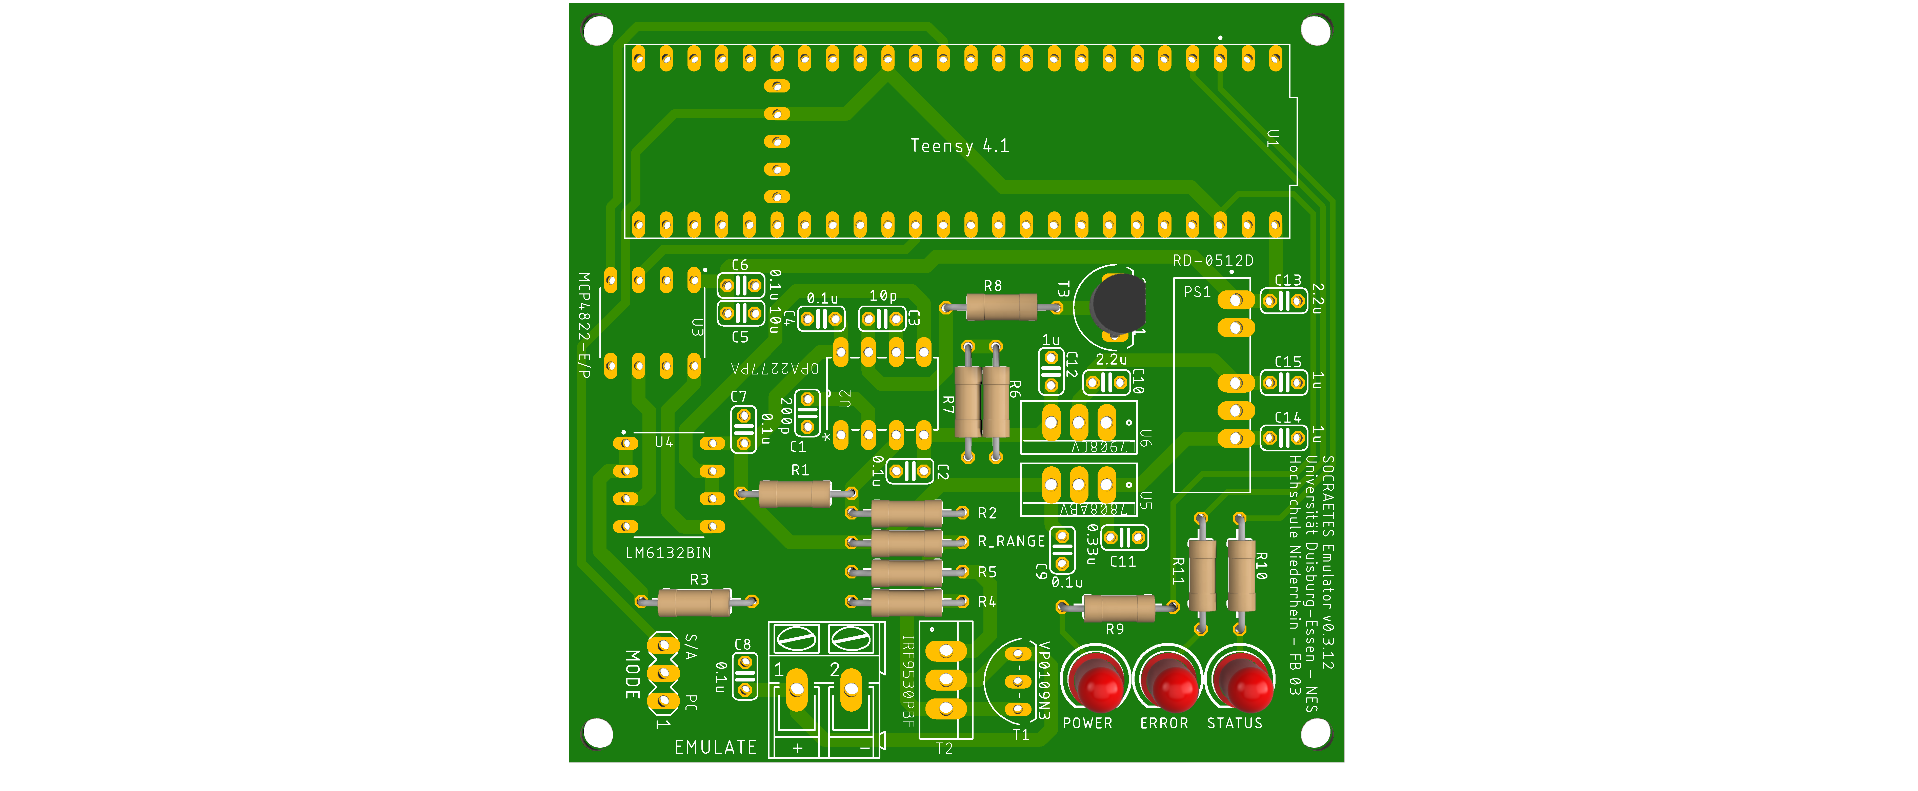 Teensy 4.1
U1
RD-0512D
PS1
C13
2.2u
C15
1u
C14
1u
MCP4822-E/P
U3
C6
0.1u
10u
C5
0.1u
C4
10p
C3
R8
T3
OPA2277PA
J2
C7
0.1u
200p
C1
*
0.1u
C2
R7
R6
1u
C12
2.2u
C10
U6
U5
7808ABV
U4
LM6132BIN
R1
R2
R_RANGE
R5
R4
R3
C9
0.1u
0.33u
C11
R11
R10
R9
SOCRAETES Emulator v0.3.12
Universität Duisburg-Essen - NES
Hochschule Niederrhein - FB 03
S/A
MODE
PC
1
C8
0.1u
1
2
EMULATE
+
-
IRF9530P3F
T2
VP0109N3
T1
POWER
ERROR
STATUS